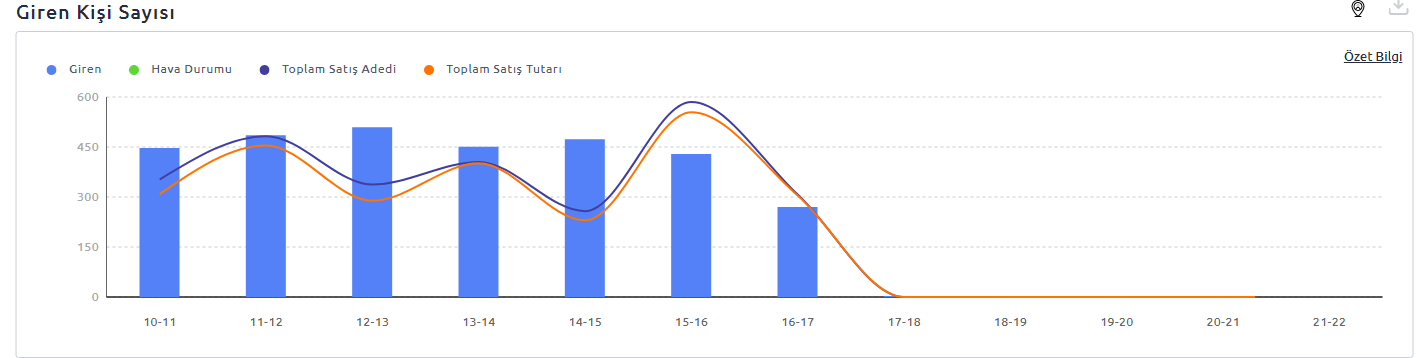 Giren Kişi Sayısı
Özet Bilgi
Giren Hava Durumu Toplam Satış Adedi Toplam Satış Tutarı
600
450
300
150
0
10-11 11-12 12-13 13-14 14-15 15-16 16-17 17-18 18-19 19-20 20-21 21-22